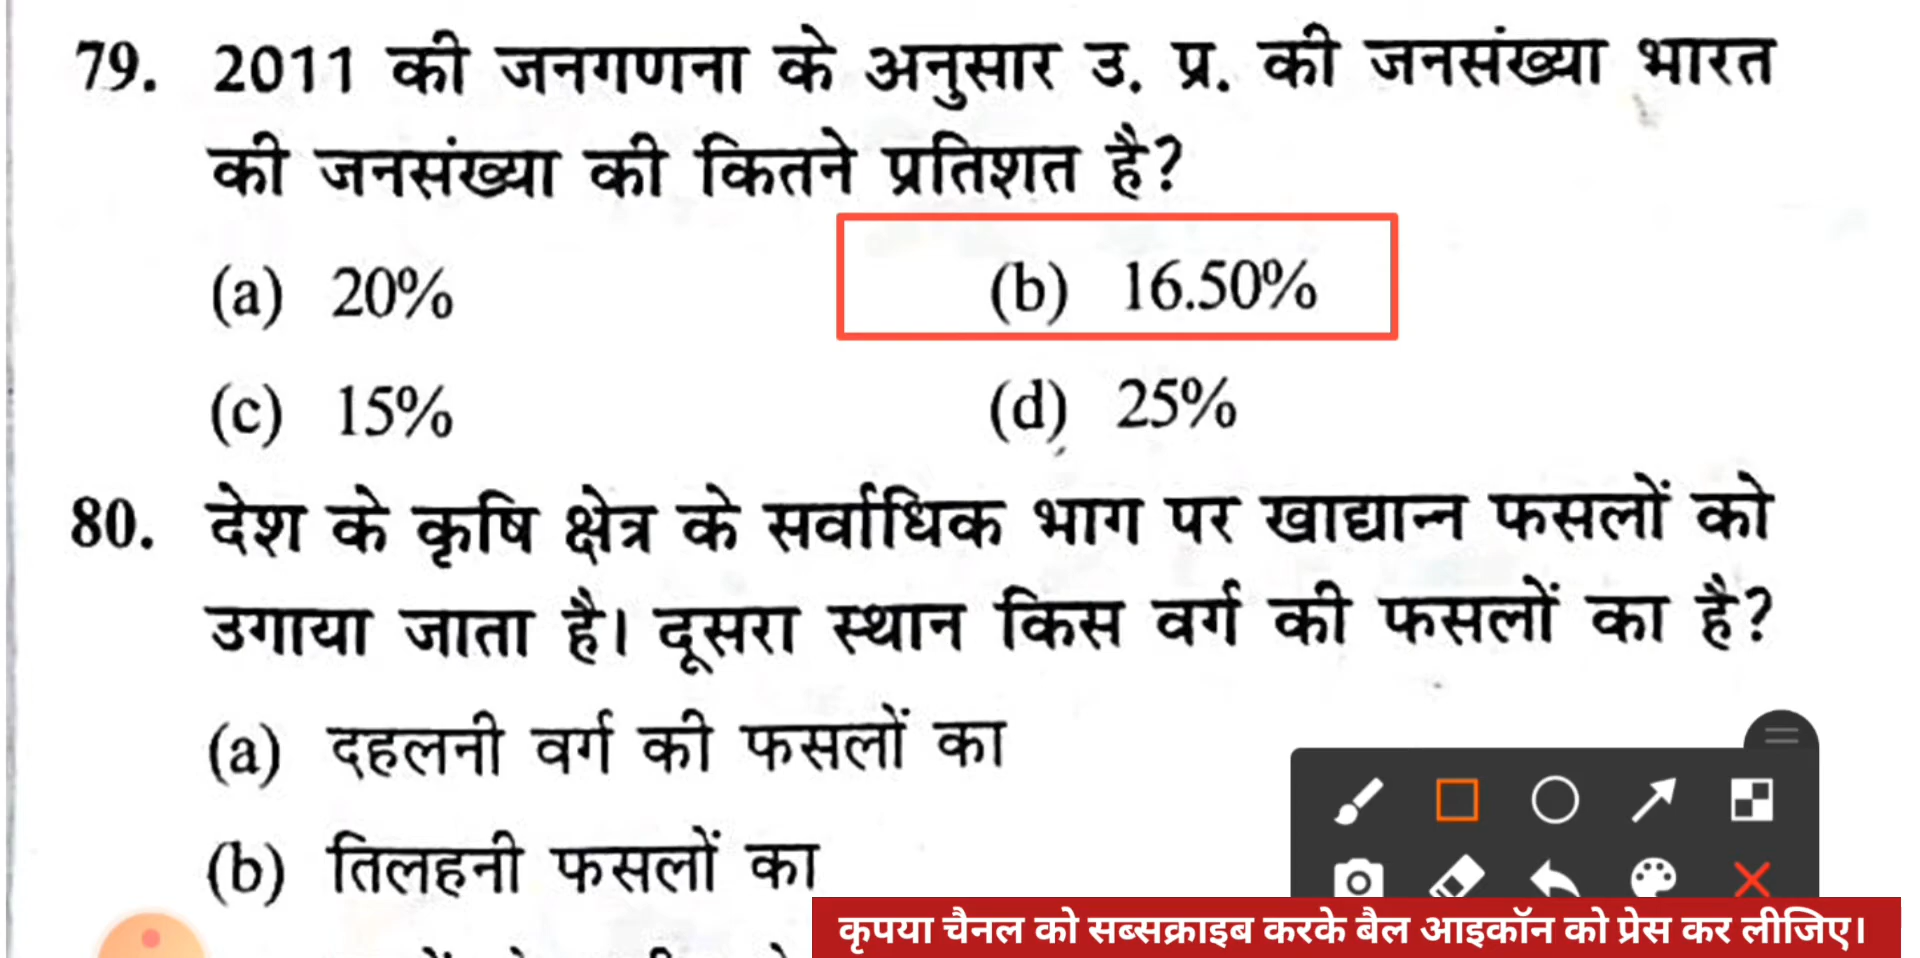 79. 2011 की जनगणना के अनुसार उ. प्र. की जनसंख्या भारत
की जनसंख्या की कितने प्रतिशत है?
(a) 20% (b) 16.50%
(c) 15% (d) 25%
80. देश के कृषि क्षेत्र के सर्वाधिक भाग पर खाद्यान्न फसलों को
उगाया जाता है। दूसरा स्थान किस वर्ग की फसलों का है?
(a) दहलनी वर्ग की फसलों का
(b) तिलहनी फसलों का
कृपया चैनल को सब्सक्राइब करके बैल आइकॉन को प्रेस कर लीजिए।